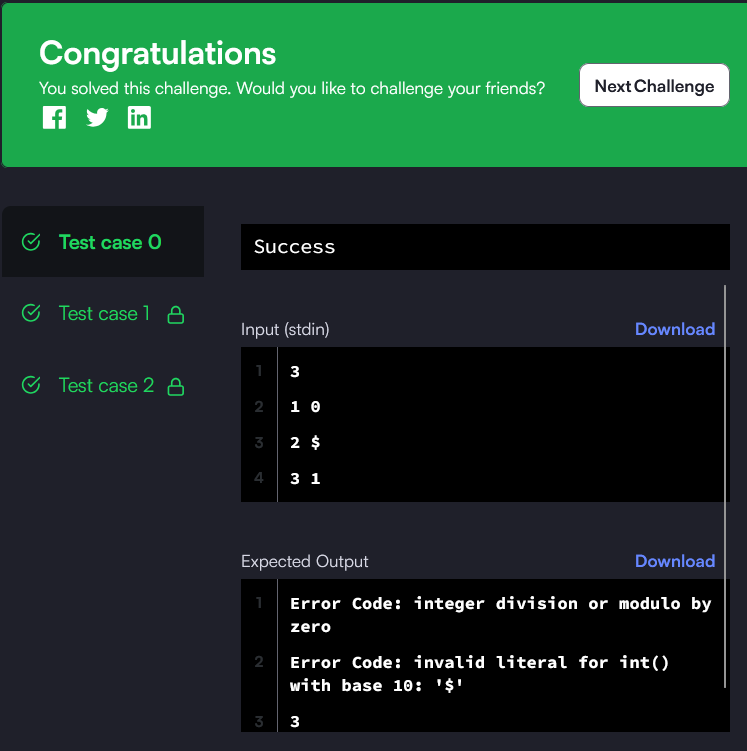 Congratulations
You solved this challenge. Would you like to challenge your friends?
Next Challenge
Test case 0
Test case 1
Test case 2
Success
Input (stdin)
Download
1 3
2 1 0
3 2 $
4 3 1
Expected Output
Download
1 Error Code: integer division or modulo by
zero
2 Error Code: invalid literal for int()
with base 10: '$'
3 3